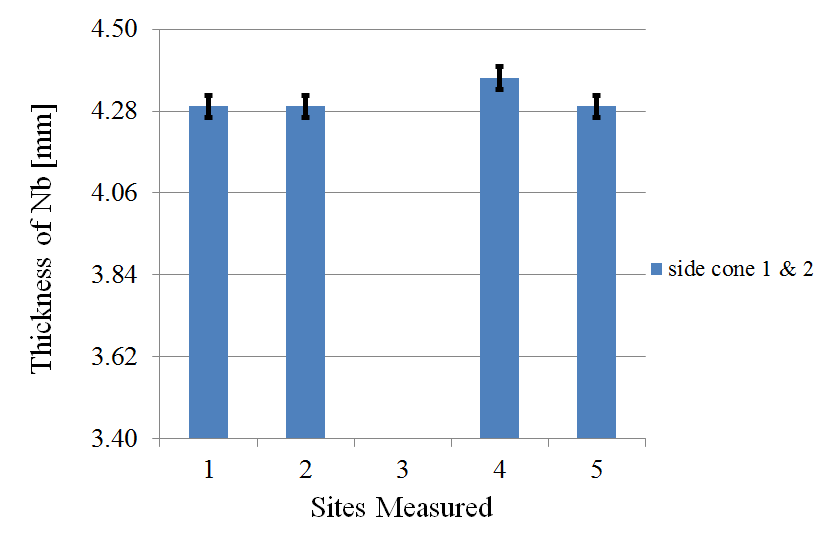 4.50
4.28
4.06
3.84
3.62
3.40
Thickness of Nb [mm]
1 2 3 4 5
Sites Measured
side cone 1 & 2